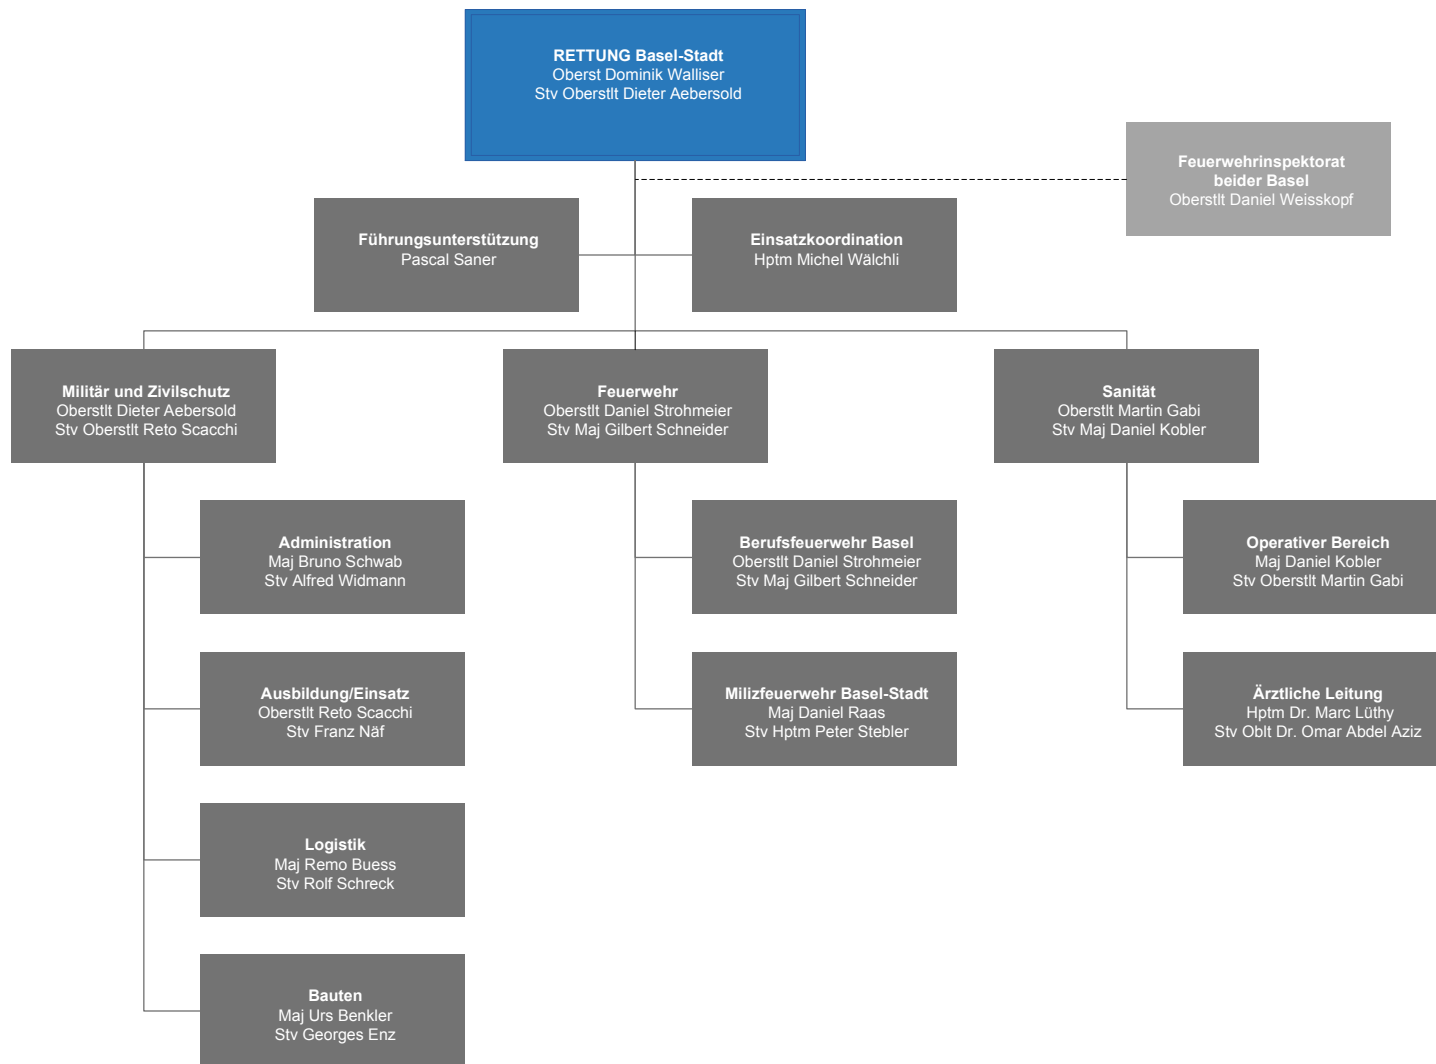 RETTUNG Basel-Stadt
Oberst Dominik Walliser
Stv Oberstlt Dieter Aebersold
Feuerwehrinspektorat
beider Basel
Oberstlt Daniel Weisskopf
Führungsunterstützung
Pascal Saner
Einsatzkoordination
Hptm Michel Wälchli
Militär und Zivilschutz
Oberstlt Dieter Aebersold
Stv Oberstlt Reto Scacchi
Feuerwehr
Oberstlt Daniel Strohmeier
Stv Maj Gilbert Schneider
Sanität
Oberstlt Martin Gabi
Stv Maj Daniel Kobler
Administration
Maj Bruno Schwab
Stv Alfred Widmann
Berufsfeuerwehr Basel
Oberstlt Daniel Strohmeier
Stv Maj Gilbert Schneider
Operativer Bereich
Maj Daniel Kobler
Stv Oberstlt Martin Gabi
Ausbildung/Einsatz
Oberstlt Reto Scacchi
Stv Franz Näf
Milizfeuerwehr Basel-Stadt
Maj Daniel Raas
Stv Hptm Peter Stebler
Ärztliche Leitung
Hptm Dr. Marc Lüthy
Stv Oblt Dr. Omar Abdel Aziz
Logistik
Maj Remo Buess
Stv Rolf Schreck
Bauten
Maj Urs Benkler
Stv Georges Enz